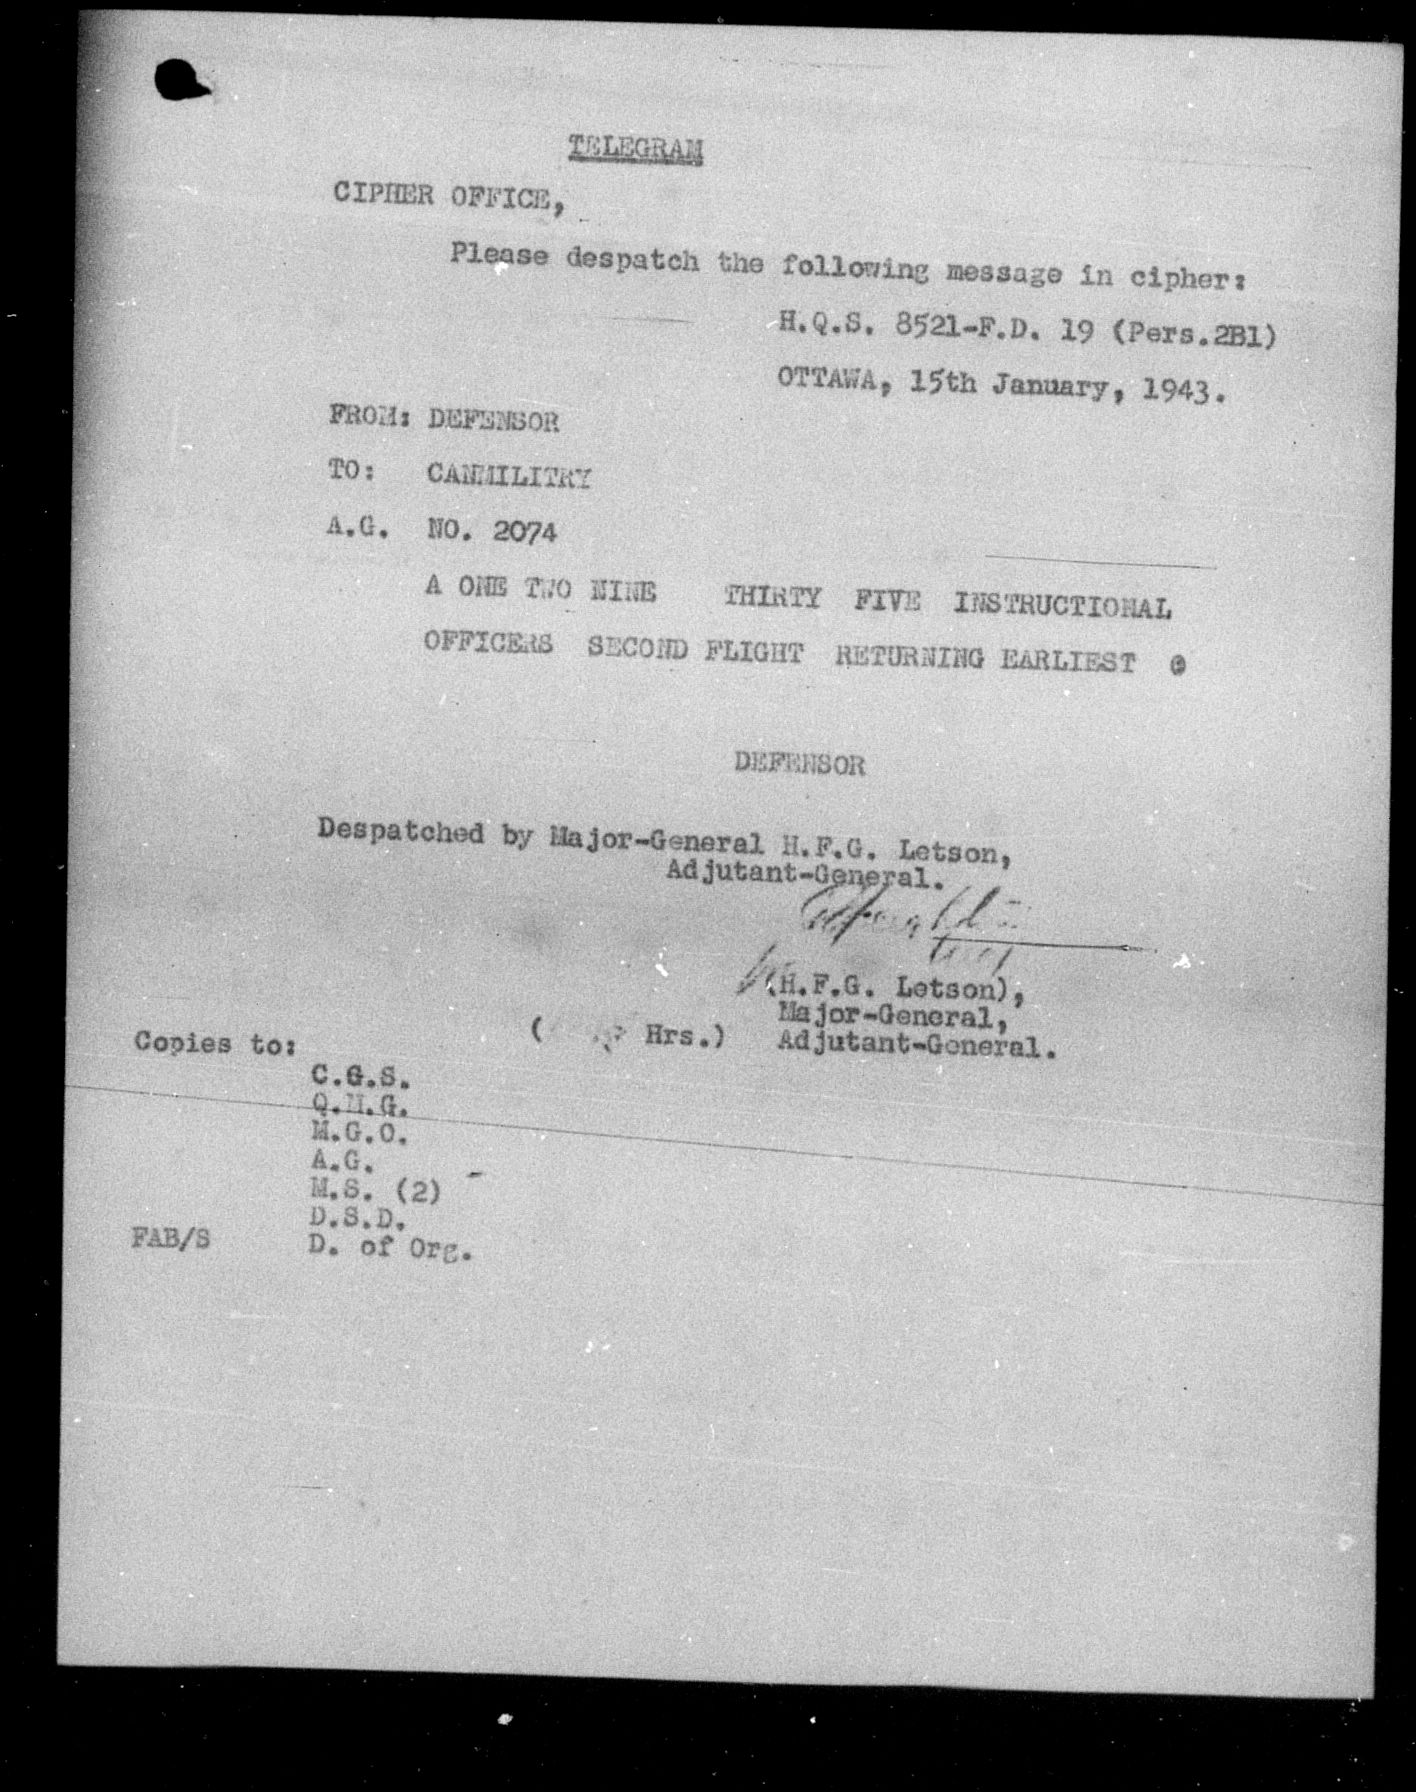 TELEGRAM
CIPHER OFFICE,
Please despatch the following message in cipher:
H.Q.S. 8521-F.D. 19 (Pers.2B1)
OTTAWA, 15th January, 1943.
FROM: DEFENSOR
TO: CANMILITRY
A.G. NO. 2074
A ONE TWO NINE THIRTY FIVE INSTRUCTIONAL
OFFICERS SECOND FLIGHT RETURNING EARLIEST @
DEFENSOR
Despatched by Major-General H.F.G. Letson,
Adjutant-General.
(H.F.G. Letson),
Major-General,
( Hrs.) Adjutant-General.
Copies to:
C.G.S.
Q.M.G.
M.G.O.
A.G.
M.S. (2)
D.S.D.
FAB/S D. of Org.